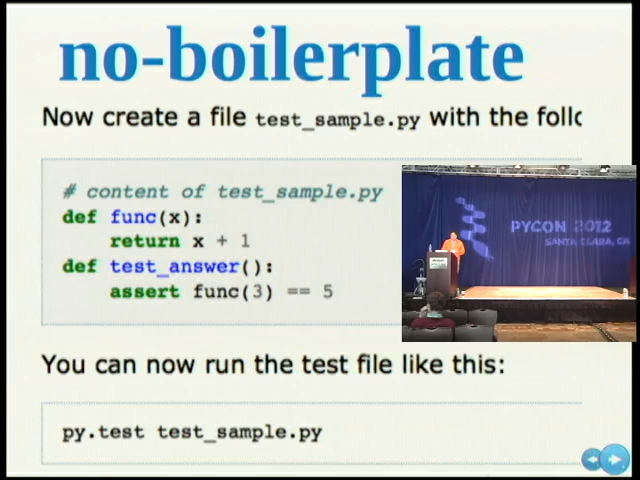 no-boilerplate
Now create a file test_sample.py with the follo
# content of test_sample.py
def func(x):
return x + 1
def test_answer():
assert func(3) == 5
PYCON 2012
SANTA CLARA, CA
You can now run the test file like this:
py.test test_sample.py